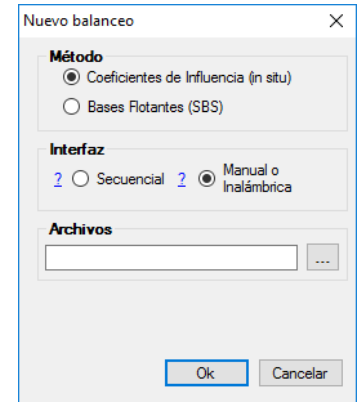 Nuevo balanceo
Método
Coeficientes de Influencia (in situ)
Bases Flotantes (SBS)
Interfaz
? Secuencial ? Manual o
Inalámbrica
Archivos
...
Ok Cancelar